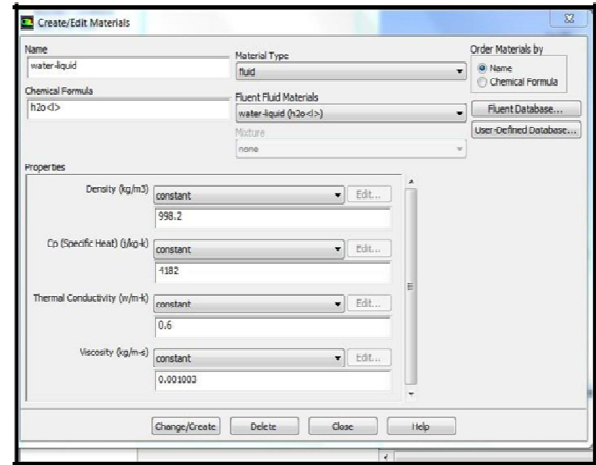 Create/Edit Materials
Name
water-liquid
Material Type
fluid
Order Materials by
Name
Chemical Formula
Chemical Formula
h2o<l>
Fluent Fluid Materials
water-liquid (h2o<l>)
Mixture
none
Fluent Database...
User-Defined Database...
Properties
Density (kg/m3) constant Edit...
998.2
Cp (Specific Heat) (j/kg-k) constant Edit...
4182
Thermal Conductivity (w/m-k) constant Edit...
0.6
Viscosity (kg/m-s) constant Edit...
0.001003
Change/Create Delete Close Help